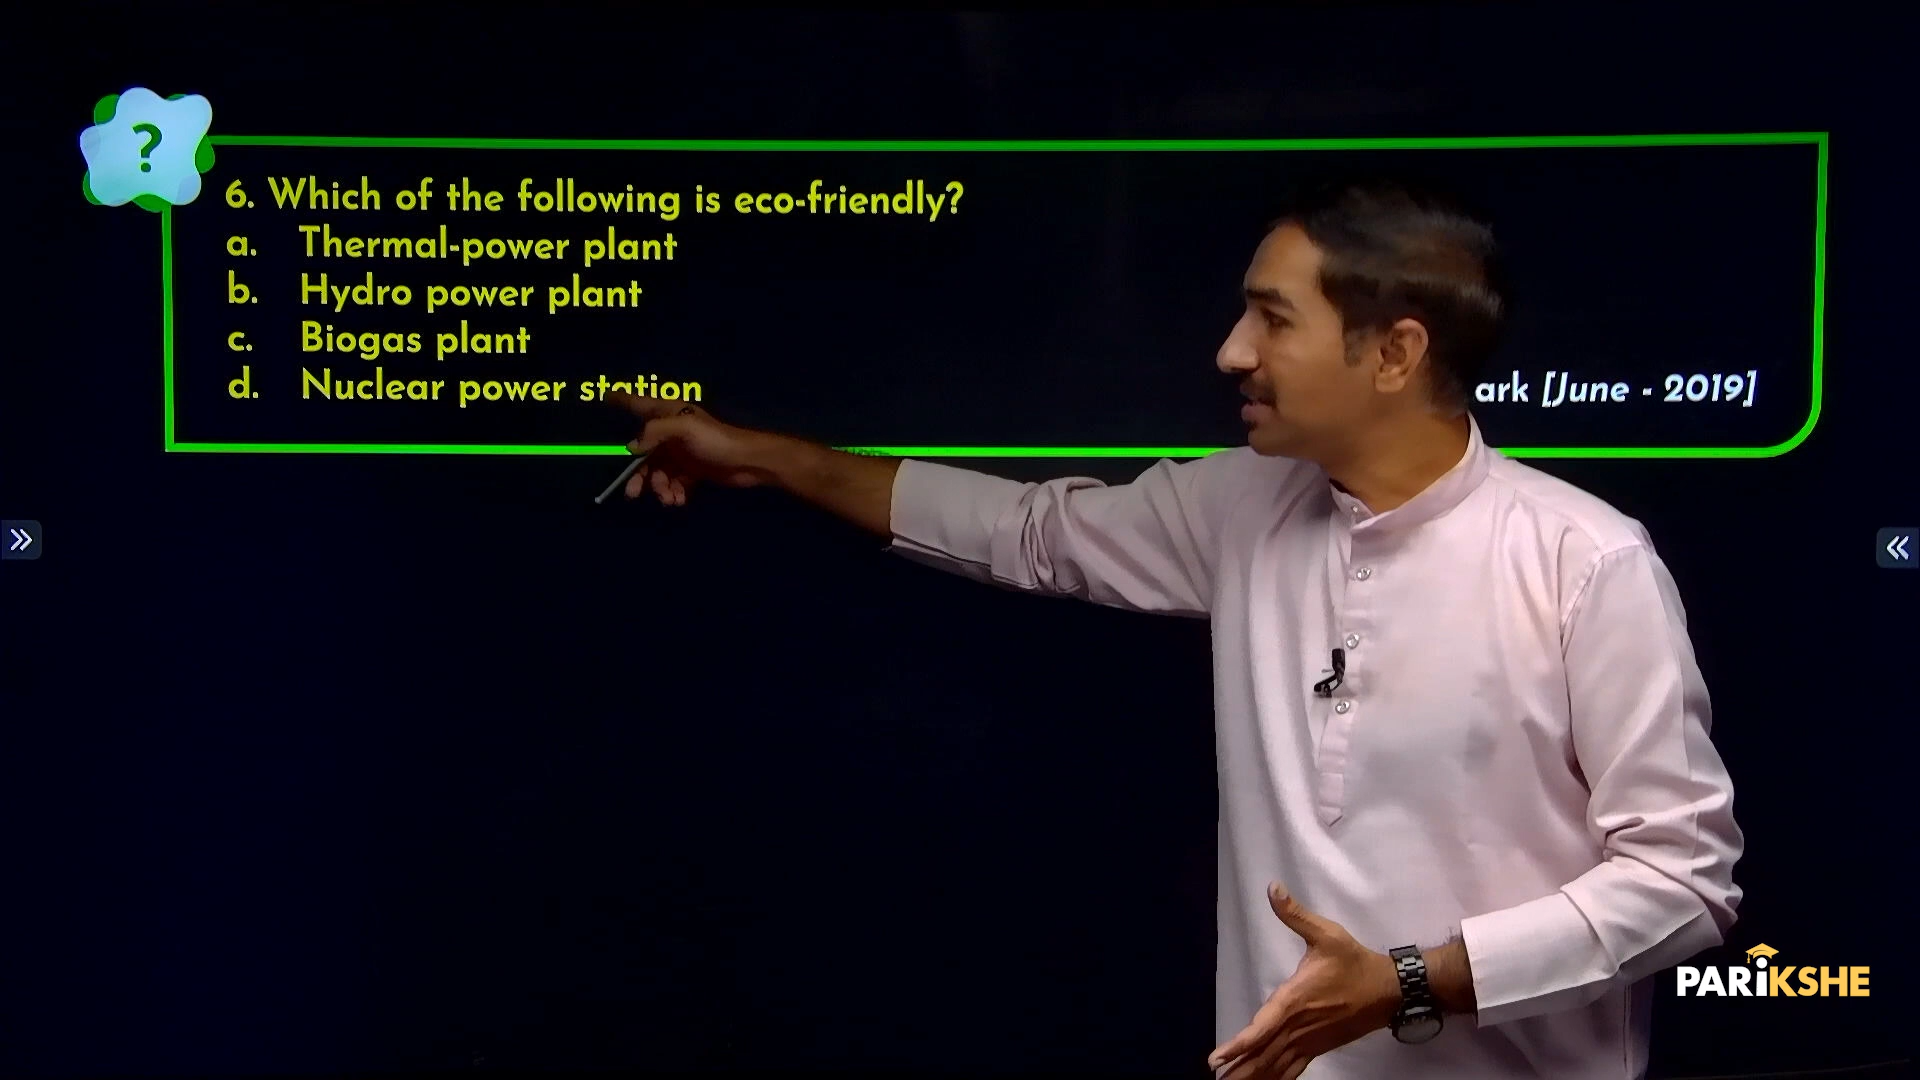 ?
6. Which of the following is eco-friendly?
a. Thermal-power plant
b. Hydro power plant
c. Biogas plant
d. Nuclear power station
ark [June - 2019]
PARiKSHE